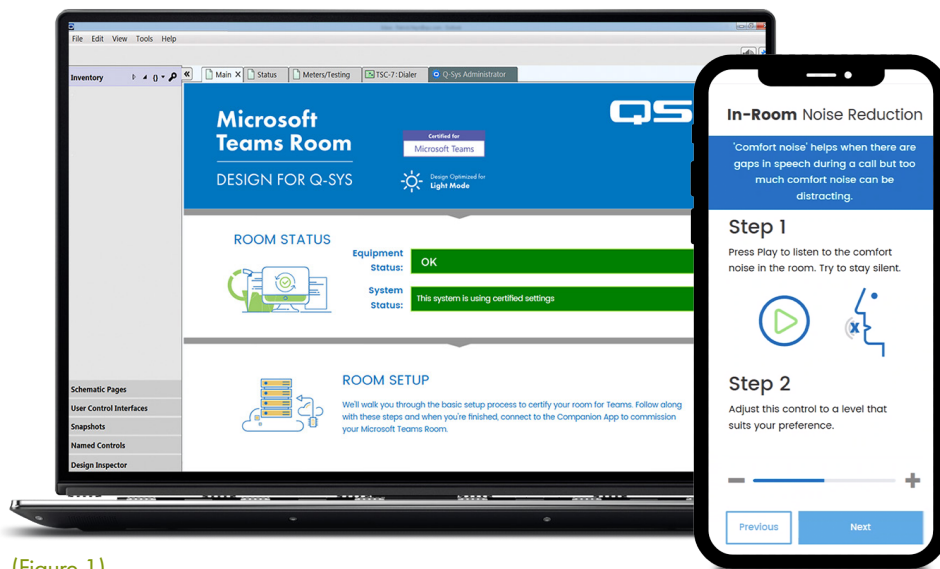 File Edit View Tools Help
Inventory
Main X
Status
Meters/Testing
TSC-7: Dialer
Q-Sys Administrator
Microsoft
Teams Room
DESIGN FOR Q-SYS
Certified for
Microsoft Teams
Design Optimized for
Light Mode
ROOM STATUS
Equipment
Status:
OK
System
Status:
This system is using certified settings
ROOM SETUP
We'll walk you through the basic setup process to certify your room for Teams. Follow along
with these steps and when you're finished, connect to the Companion App to commission
your Microsoft Teams Room.
Schematic Pages
User Control Interfaces
Snapshots
Named Controls
Design Inspector
In-Room Noise Reduction
'Comfort noise' helps when there are
gaps in speech during a call but too
much comfort noise can be
distracting.
Step 1
Press Play to listen to the comfort
noise in the room. Try to stay silent.
x
Step 2
Adjust this control to a level that
suits your preference.
Previous
Next
(Figure 1)